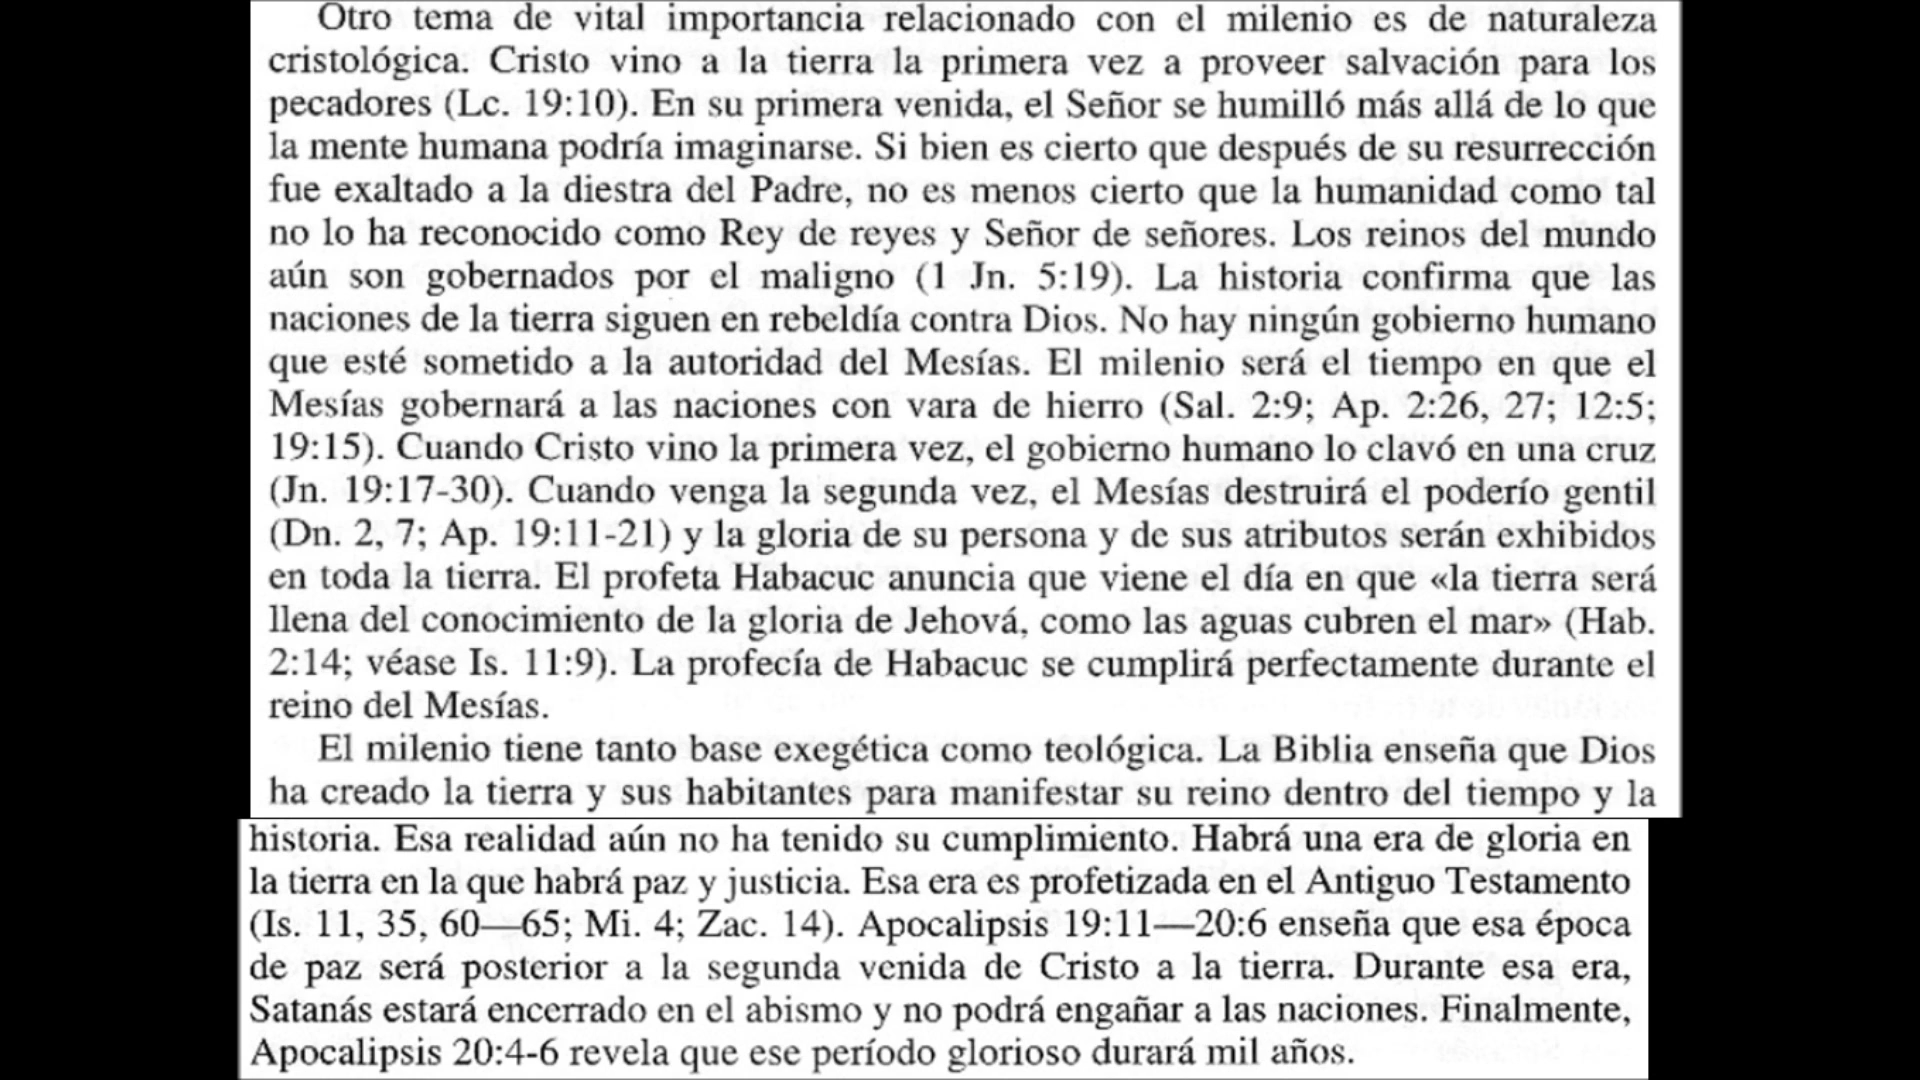 Otro tema de vital importancia relacionado con el milenio es de naturaleza
cristológica. Cristo vino a la tierra la primera vez a proveer salvación para los
pecadores (Lc. 19:10). En su primera venida, el Señor se humilló más allá de lo que
la mente humana podría imaginarse. Si bien es cierto que después de su resurrección
fue exaltado a la diestra del Padre, no es menos cierto que la humanidad como tal
no lo ha reconocido como Rey de reyes y Señor de señores. Los reinos del mundo
aún son gobernados por el maligno (1 Jn. 5:19). La historia confirma que las
naciones de la tierra siguen en rebeldía contra Dios. No hay ningún gobierno humano
que esté sometido a la autoridad del Mesías. El milenio será el tiempo en que el
Mesías gobernará a las naciones con vara de hierro (Sal. 2:9; Ap. 2:26, 27; 12:5;
19:15). Cuando Cristo vino la primera vez, el gobierno humano lo clavó en una cruz
(Jn. 19:17-30). Cuando venga la segunda vez, el Mesías destruirá el poderío gentil
(Dn. 2, 7; Ap. 19:11-21) y la gloria de su persona y de sus atributos serán exhibidos
en toda la tierra. El profeta Habacuc anuncia que viene el día en que «la tierra será
llena del conocimiento de la gloria de Jehová, como las aguas cubren el mar» (Hab.
2:14; véase Is. 11:9). La profecía de Habacuc se cumplirá perfectamente durante el
reino del Mesías.
El milenio tiene tanto base exegética como teológica. La Biblia enseña que Dios
ha creado la tierra y sus habitantes para manifestar su reino dentro del tiempo y la
historia. Esa realidad aún no ha tenido su cumplimiento. Habrá una era de gloria en
la tierra en la que habrá paz y justicia. Esa era es profetizada en el Antiguo Testamento
(Is. 11, 35, 60—65; Mi. 4; Zac. 14). Apocalipsis 19:11—20:6 enseña que esa época
de paz será posterior a la segunda venida de Cristo a la tierra. Durante esa era,
Satanás estará encerrado en el abismo y no podrá engañar a las naciones. Finalmente,
Apocalipsis 20:4-6 revela que ese período glorioso durará mil años.